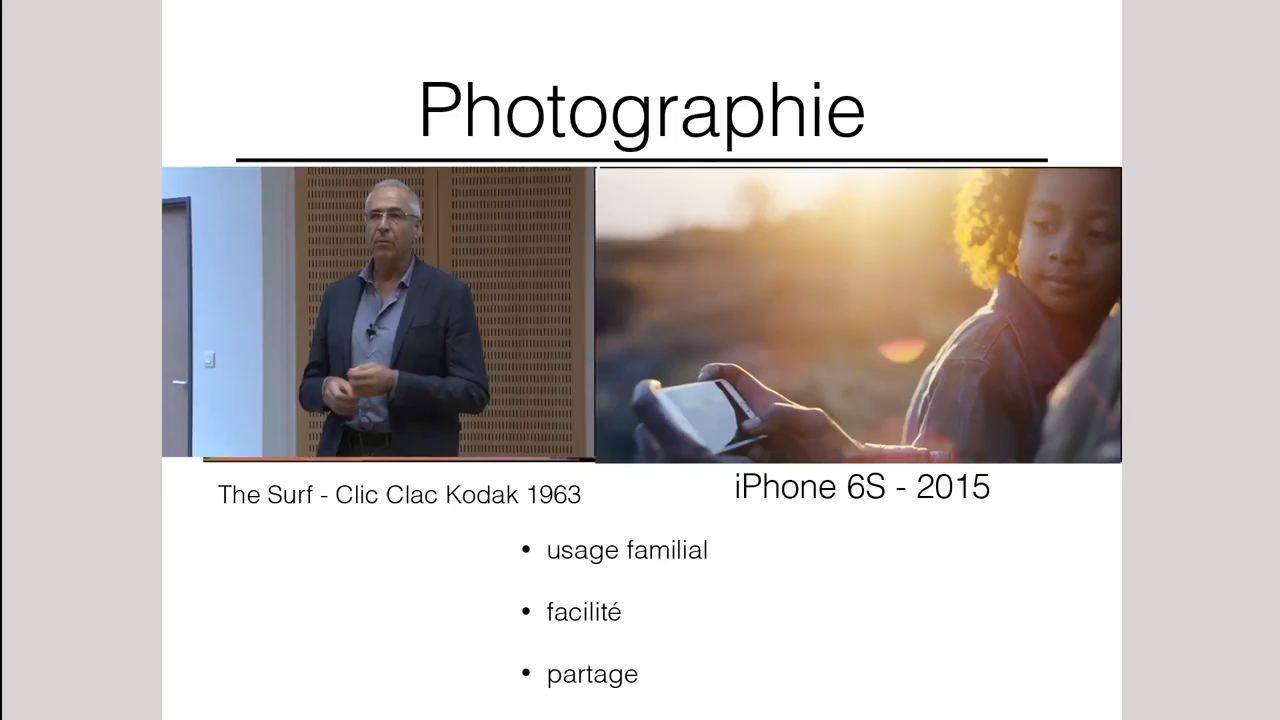 Photographie
The Surf - Clic Clac Kodak 1963
iPhone 6S - 2015
• usage familial
• facilité
• partage